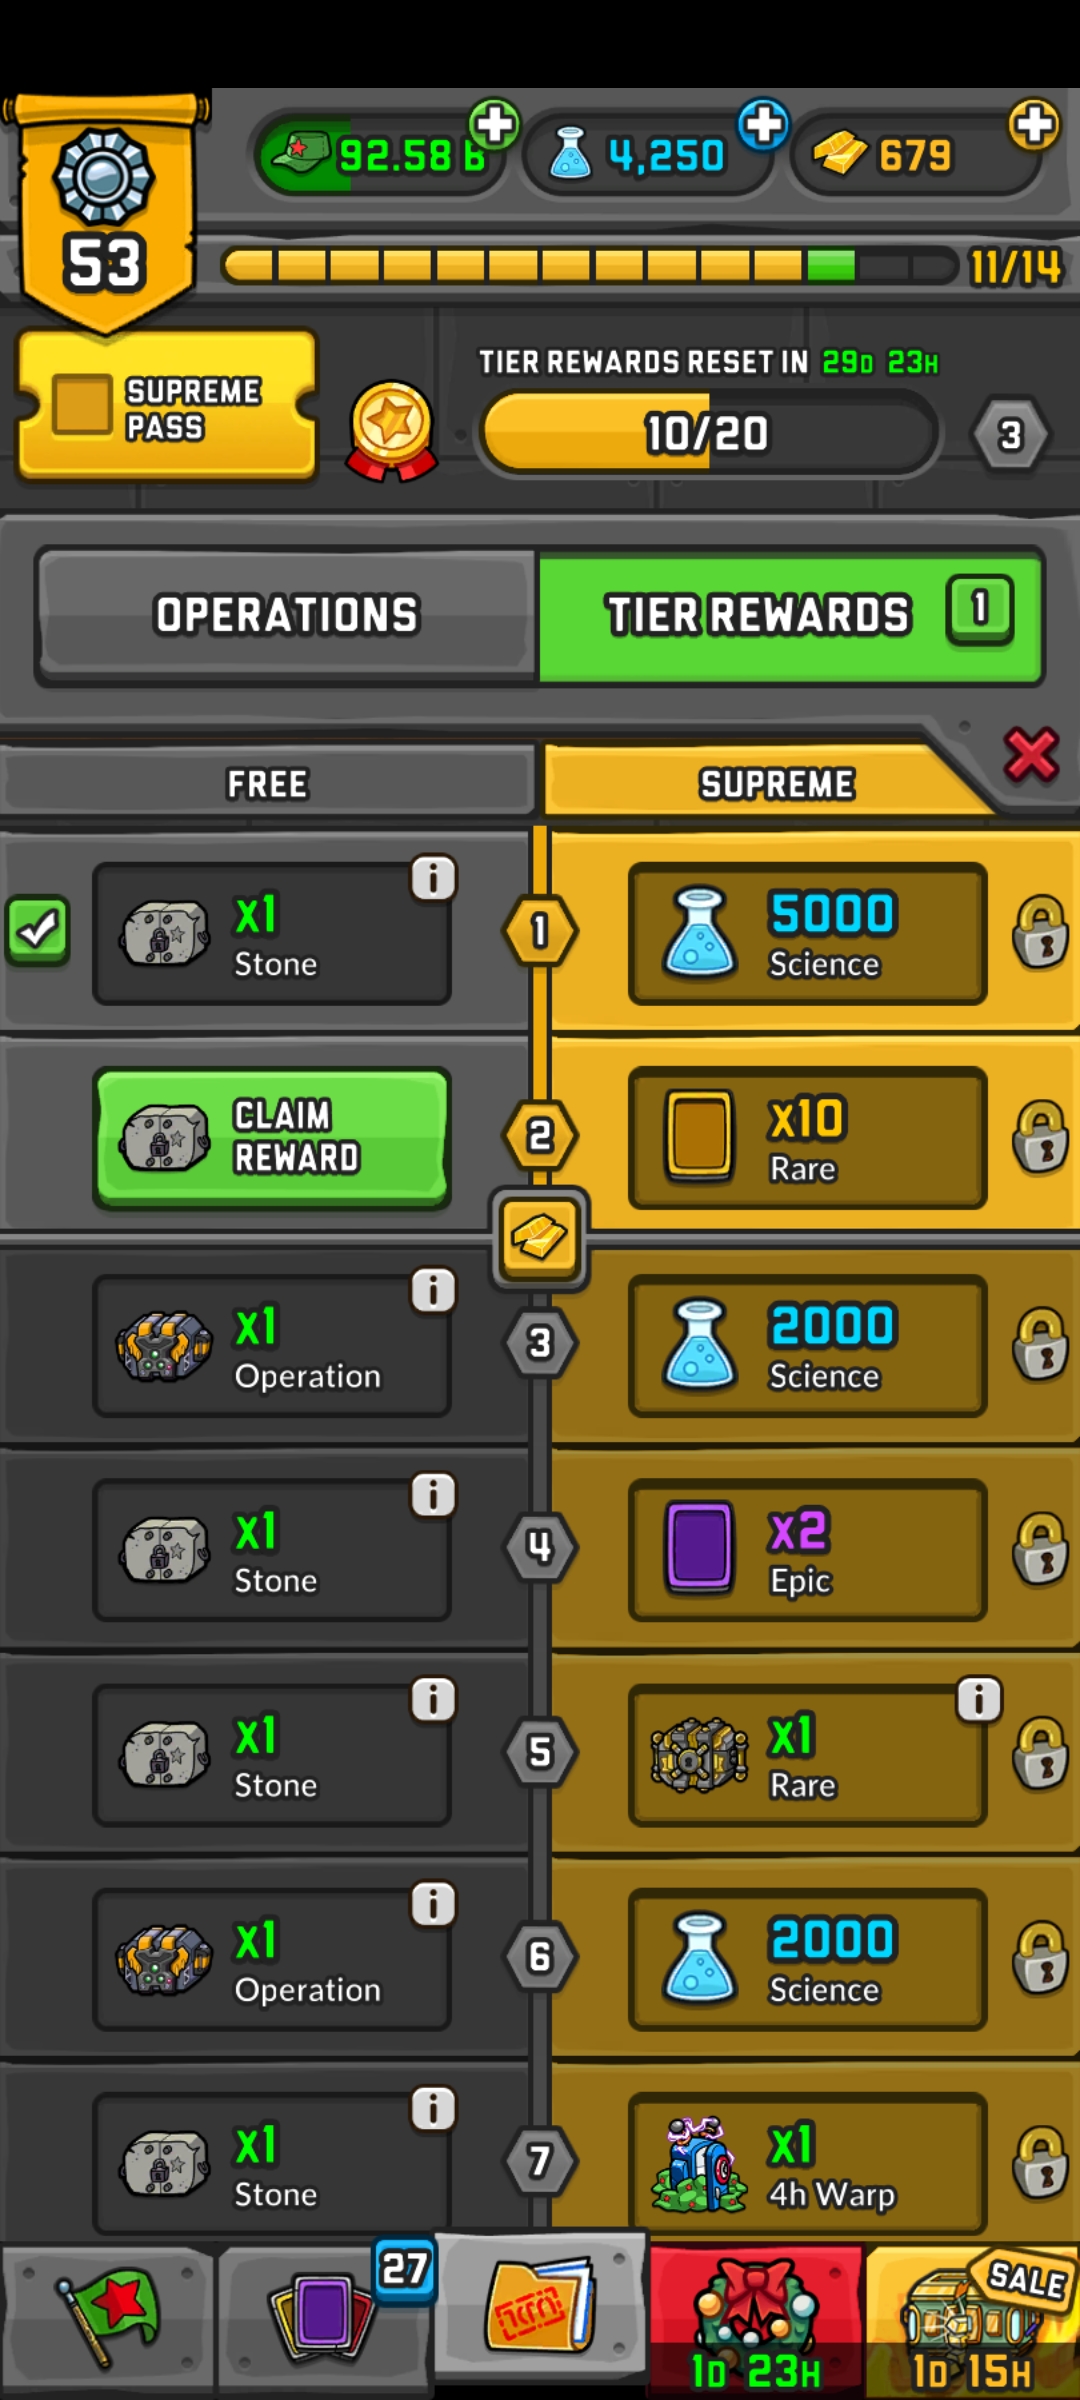 92.58 B
4,250
679
53
11/14
SUPREME
PASS
TIER REWARDS RESET IN 29D 23H
10/20
3
OPERATIONS
TIER REWARDS
1
FREE
SUPREME
x1
Stone
1
5000
Science
CLAIM
REWARD
2
x10
Rare
x1
Operation
3
2000
Science
x1
Stone
4
x2
Epic
x1
Stone
5
x1
Rare
x1
Operation
6
2000
Science
x1
Stone
7
x1
4h Warp
27
SALE
1D 23H
1D 15H